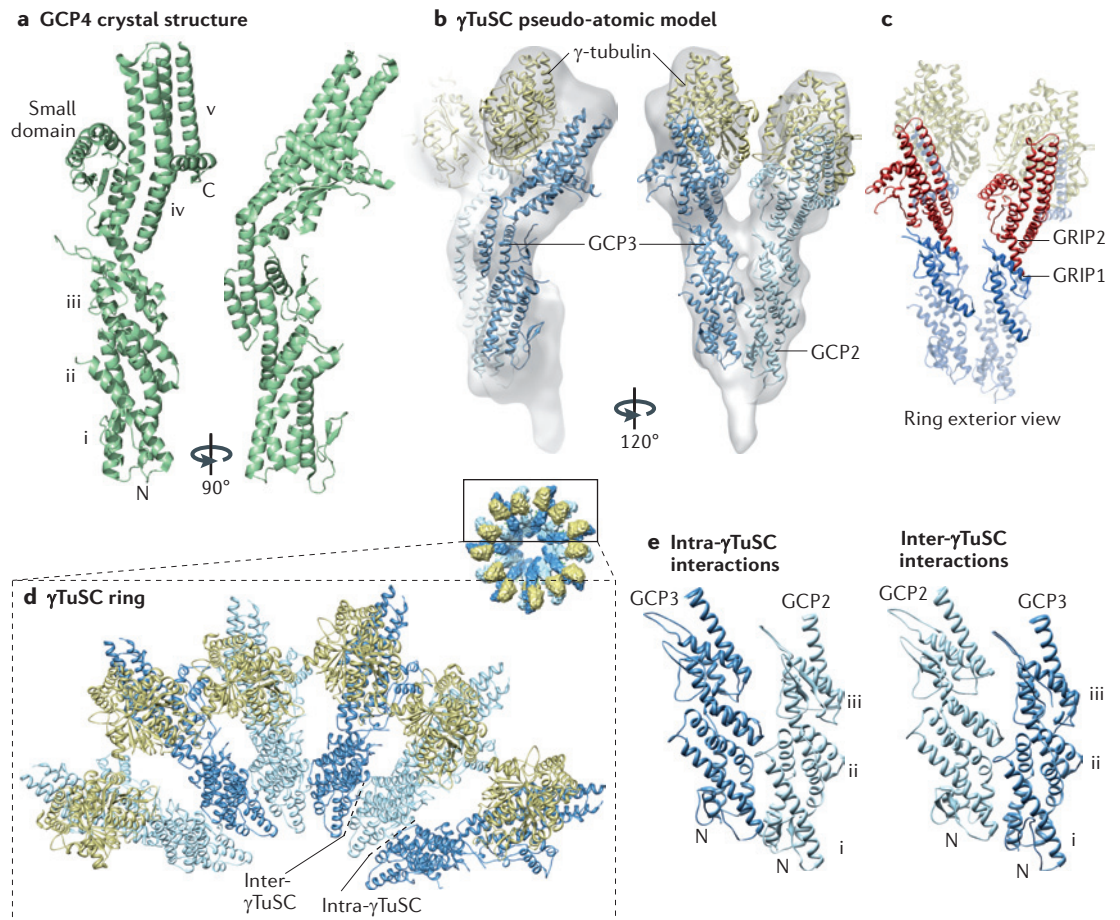 a GCP4 crystal structure
Small
domain
v
C
iv
iii
ii
i
N
90°
b γTuSC pseudo-atomic model
γ-tubulin
GCP3
GCP2
120°
c
GRIP2
GRIP1
Ring exterior view
d γTuSC ring
Inter-
γTuSC
Intra-γTuSC
e Intra-γTuSC
interactions
GCP3
GCP2
iii
ii
i
N
N
Inter-γTuSC
interactions
GCP2
GCP3
iii
ii
i
N
N